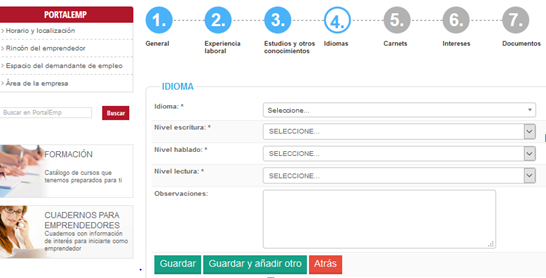 PORTALEMP
> Horario y localización
> Rincón del emprendedor
> Espacio del demandante de empleo
> Área de la empresa
Buscar en PortalEmp
Buscar
FORMACIÓN
Catálogo de cursos que
tenemos preparados para ti
CUADERNOS PARA
EMPRENDEDORES
Cuadernos con información
de interés para iniciarte como
emprendedor
1.
General
2.
Experiencia
laboral
3.
Estudios y otros
conocimientos
4.
Idiomas
5.
Carnets
6.
Intereses
7.
Documentos
IDIOMA
Idioma: *
Seleccione...
Nivel escritura: *
SELECCIONE...
Nivel hablado: *
SELECCIONE...
Nivel lectura: *
SELECCIONE...
Observaciones:
Guardar
Guardar y añadir otro
Atrás